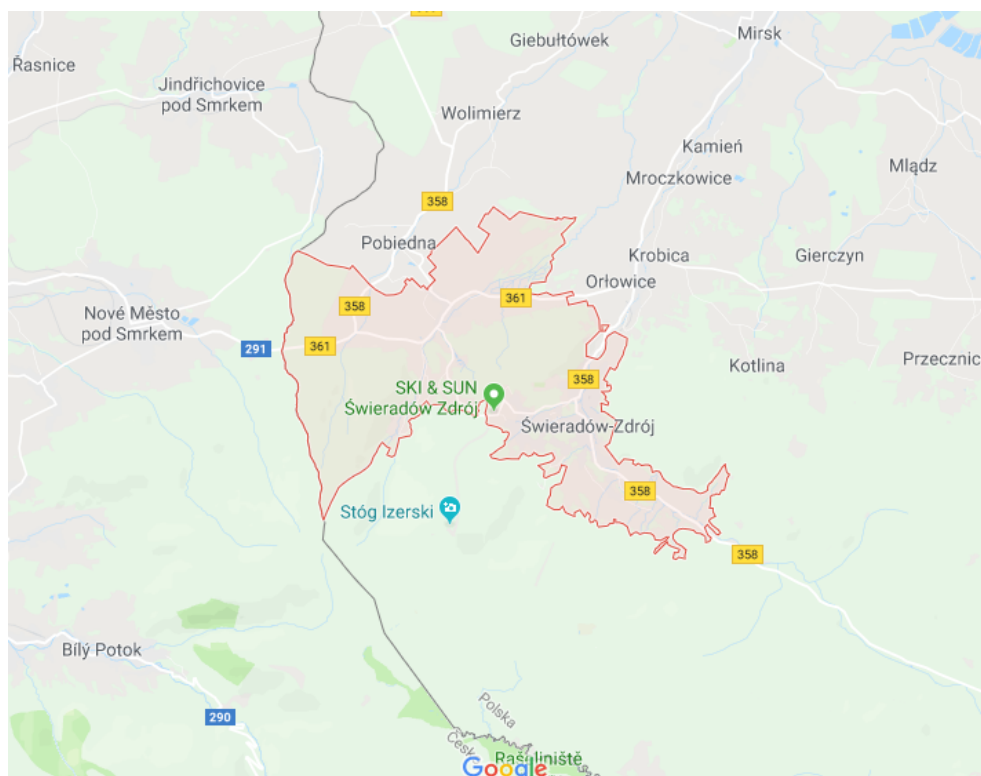 Giebułtówek
Mirsk
Řasnice
Jindřichovice
pod Smrkem
Wolimierz
Kamień
Mroczkowice
Mlądz
358
Pobiedna
Krobica
Gierczyn
Orłowice
361
358
Nové Město
pod Smrkem
291
361
Kotlina
Przecznic
SKI & SUN
Świeradów Zdrój
358
Świeradów-Zdrój
358
Stóg Izerski
358
Bílý Potok
290
Polska
Rašeliniště
Google